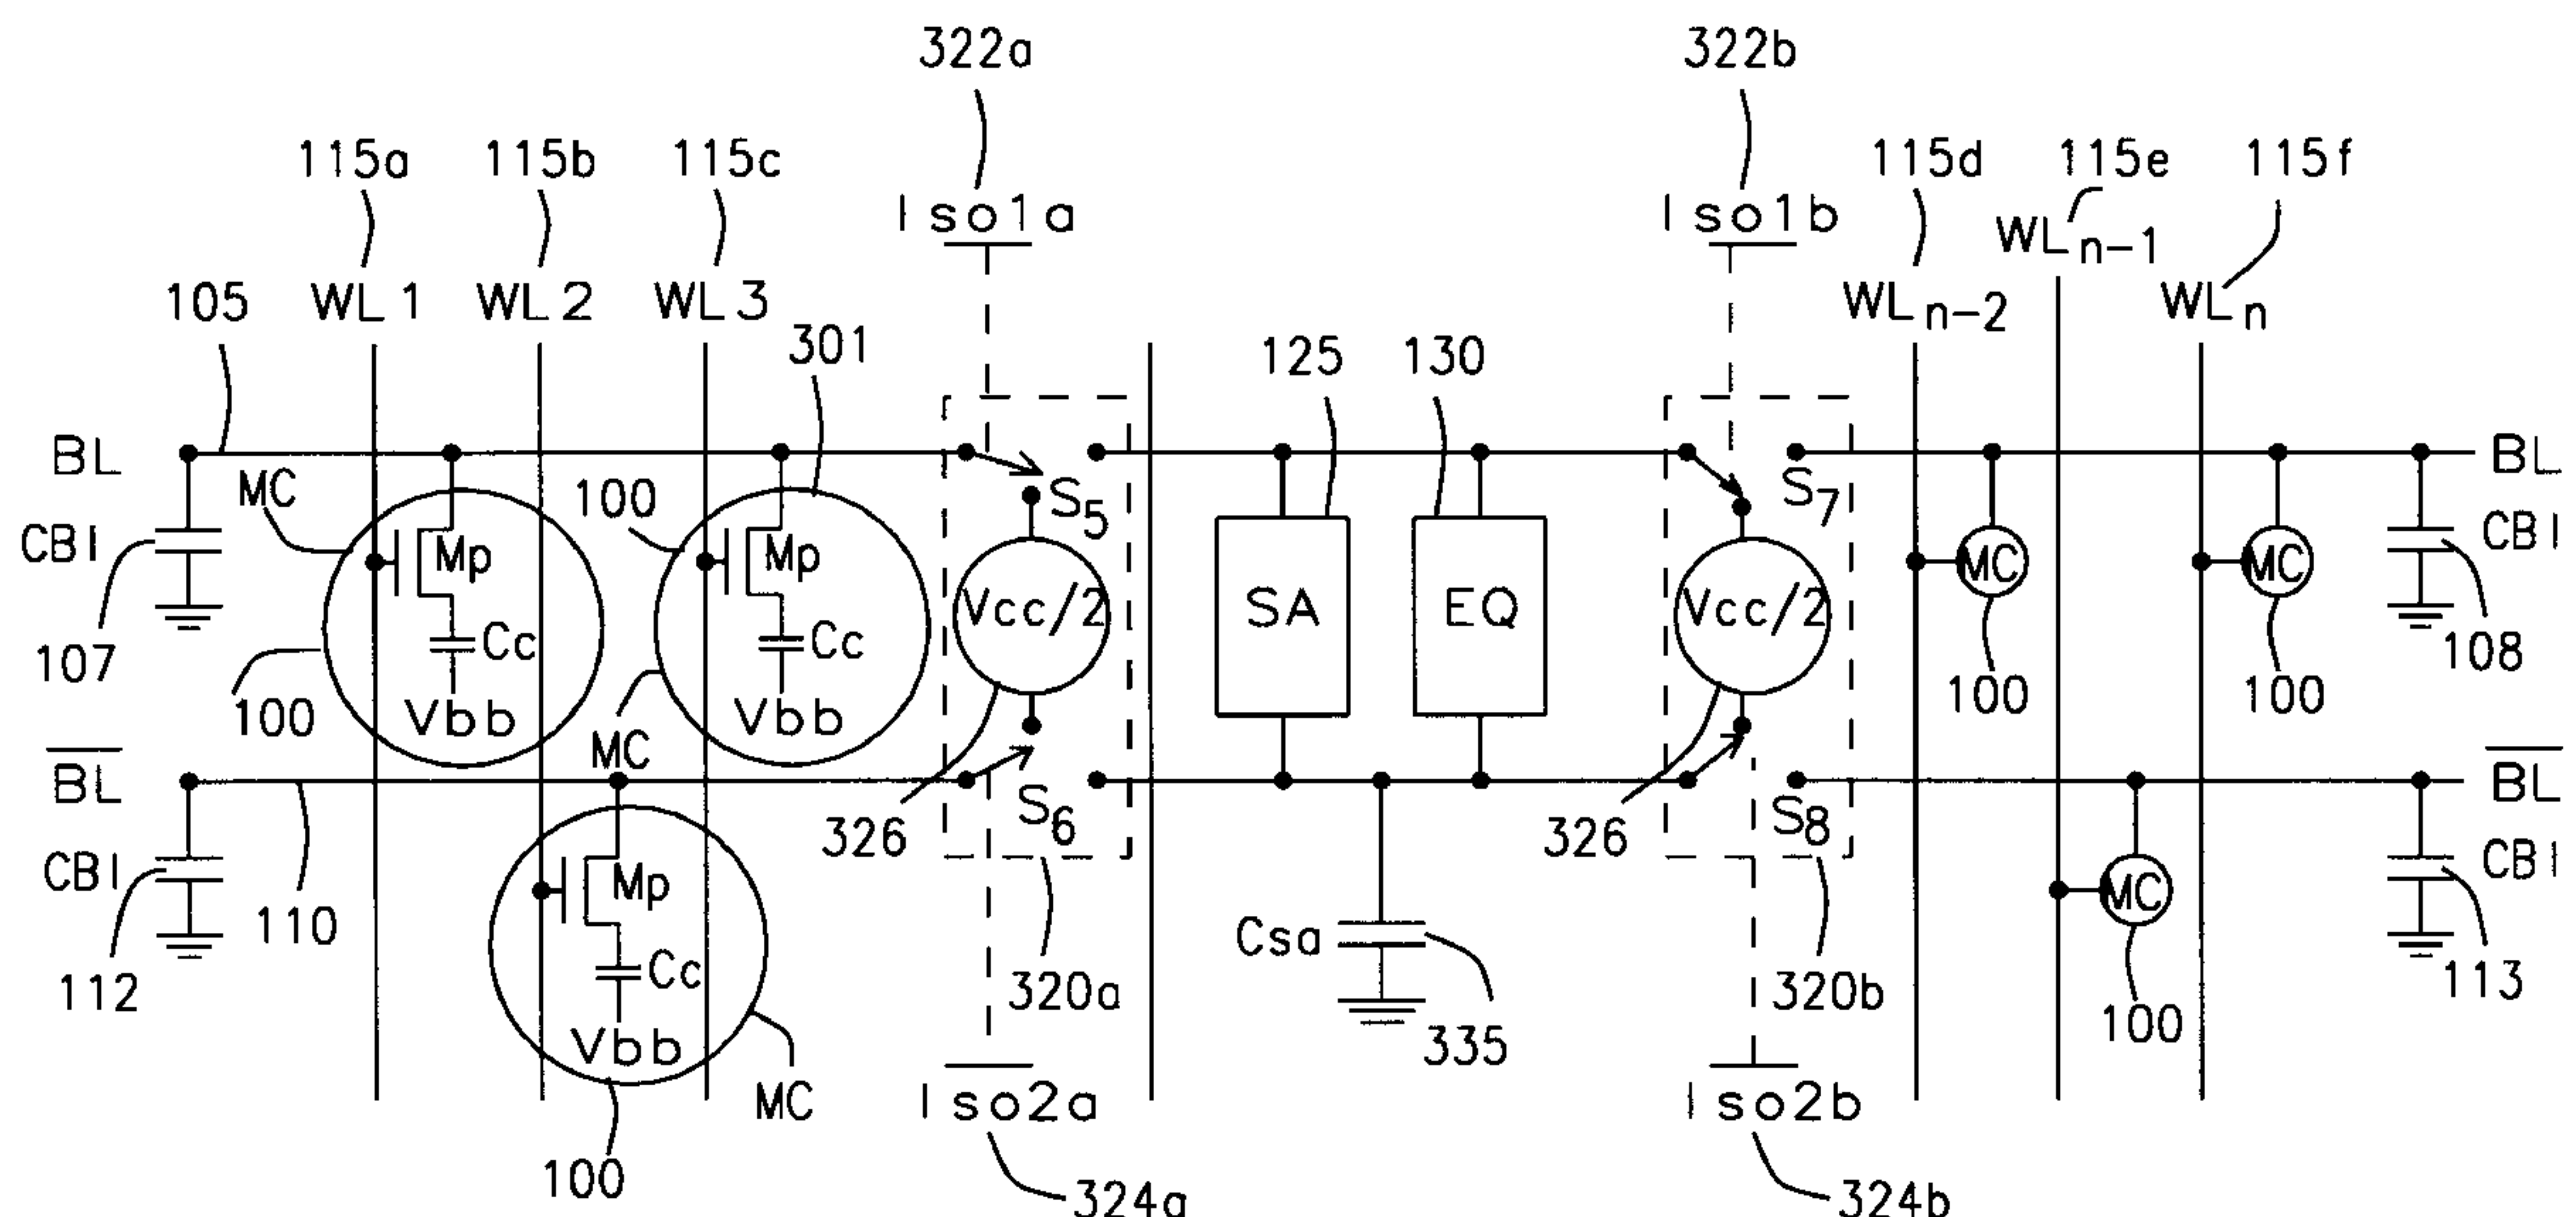 322a 322b
115a 115b 115c 115d 115e 115f
Iso1a Iso1b
WLn-1
105 WL1 WL2 WL3 WLn-2 WLn
301 125 130
BL MC 100 S5 S7 BL
CBl Mp Mp MC MC CBl
Vcc/2 SA EQ Vcc/2
107 Cc Cc 108
100 Vbb Vbb 100 100
MC
BL S6 S8 BL
326 326
CBl Mp MC CBl
110 Csa
112 Cc 320a 320b 113
Vbb 335 100
MC Iso2a Iso2b
100 324a 324b